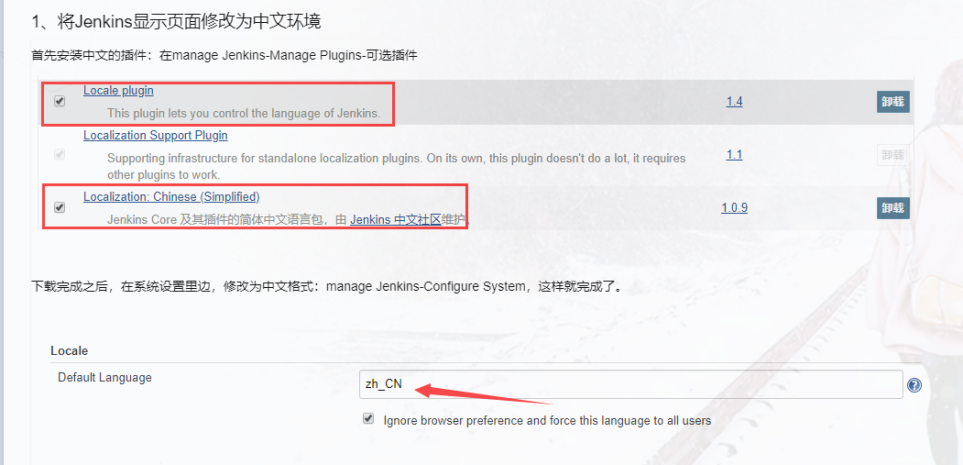 1、将Jenkins显示页面修改为中文环境
首先安装中文的插件：在manage Jenkins-Manage Plugins-可选插件
Locale plugin
1.4
卸载
This plugin lets you control the language of Jenkins.
Localization Support Plugin
1.1
卸载
Supporting infrastructure for standalone localization plugins. On its own, this plugin doesn't do a lot, it requires
other plugins to work.
Localization: Chinese (Simplified)
1.0.9
卸载
Jenkins Core 及其插件的简体中文语言包，由 Jenkins 中文社区维护。
下载完成之后，在系统设置里边，修改为中文格式：manage Jenkins-Configure System，这样就完成了。
Locale
Default Language
zh_CN
Ignore browser preference and force this language to all users